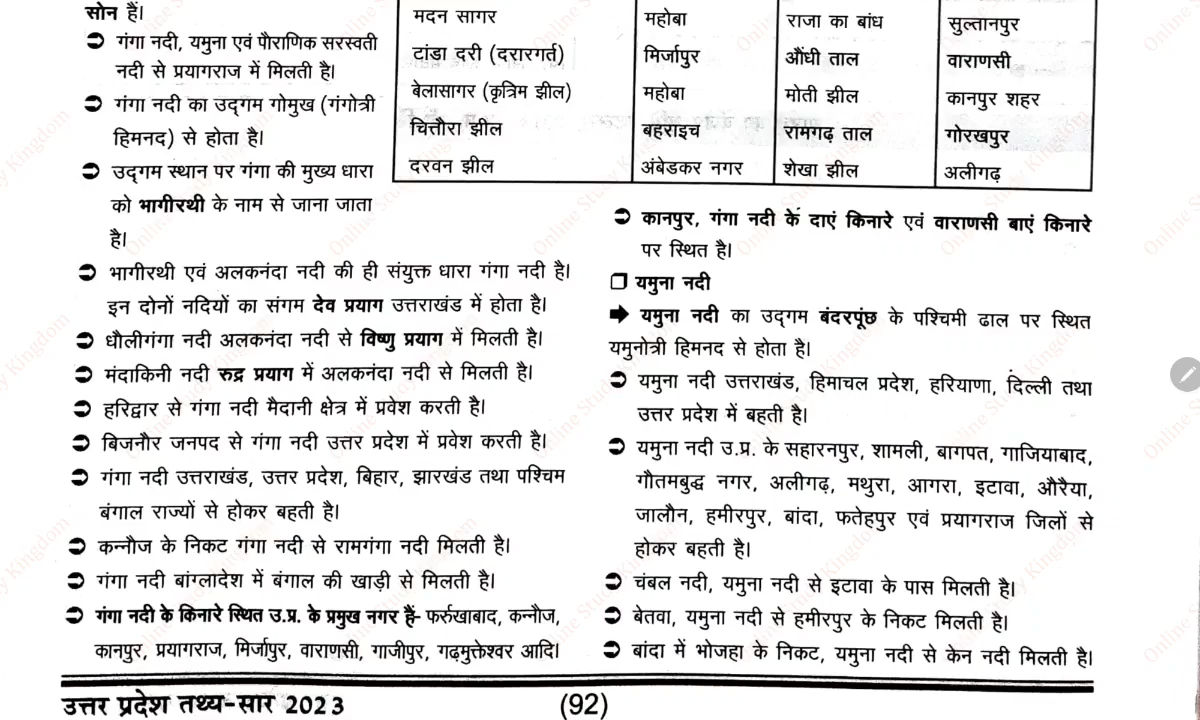 सोन हैं।
गंगा नदी, यमुना एवं पौराणिक सरस्वती
नदी से प्रयागराज में मिलती है।
गंगा नदी का उद्गम गोमुख (गंगोत्री
हिमनद) से होता है।
उद्गम स्थान पर गंगा की मुख्य धारा
को भागीरथी के नाम से जाना जाता
है।
मदन सागर महोबा राजा का बांध सुल्तानपुर
टांडा दरी (दरारगर्त) मिर्जापुर औंधी ताल वाराणसी
बेलासागर (कृत्रिम झील) महोबा मोती झील कानपुर शहर
चित्तौरा झील बहराइच रामगढ़ ताल गोरखपुर
दरवन झील अंबेडकर नगर शेखा झील अलीगढ़
भागीरथी एवं अलकनंदा नदी की ही संयुक्त धारा गंगा नदी है।
इन दोनों नदियों का संगम देव प्रयाग उत्तराखंड में होता है।
धौलीगंगा नदी अलकनंदा नदी से विष्णु प्रयाग में मिलती है।
मंदाकिनी नदी रुद्र प्रयाग में अलकनंदा नदी से मिलती है।
हरिद्वार से गंगा नदी मैदानी क्षेत्र में प्रवेश करती है।
बिजनौर जनपद से गंगा नदी उत्तर प्रदेश में प्रवेश करती है।
गंगा नदी उत्तराखंड, उत्तर प्रदेश, बिहार, झारखंड तथा पश्चिम
बंगाल राज्यों से होकर बहती है।
कन्नौज के निकट गंगा नदी से रामगंगा नदी मिलती है।
गंगा नदी बांग्लादेश में बंगाल की खाड़ी से मिलती है।
गंगा नदी के किनारे स्थित उ.प्र. के प्रमुख नगर हैं- फर्रुखाबाद, कन्नौज,
कानपुर, प्रयागराज, मिर्जापुर, वाराणसी, गाजीपुर, गढ़मुक्तेश्वर आदि।
कानपुर, गंगा नदी के दाएं किनारे एवं वाराणसी बाएं किनारे
पर स्थित है।
यमुना नदी
यमुना नदी का उद्गम बंदरपूंछ के पश्चिमी ढाल पर स्थित
यमुनोत्री हिमनद से होता है।
यमुना नदी उत्तराखंड, हिमाचल प्रदेश, हरियाणा, दिल्ली तथा
उत्तर प्रदेश में बहती है।
यमुना नदी उ.प्र. के सहारनपुर, शामली, बागपत, गाजियाबाद,
गौतमबुद्ध नगर, अलीगढ़, मथुरा, आगरा, इटावा, औरैया,
जालौन, हमीरपुर, बांदा, फतेहपुर एवं प्रयागराज जिलों से
होकर बहती है।
चंबल नदी, यमुना नदी से इटावा के पास मिलती है।
बेतवा, यमुना नदी से हमीरपुर के निकट मिलती है।
बांदा में भोजहा के निकट, यमुना नदी से केन नदी मिलती है।
उत्तर प्रदेश तथ्य-सार 2023 (92)
Online Study Kingdom